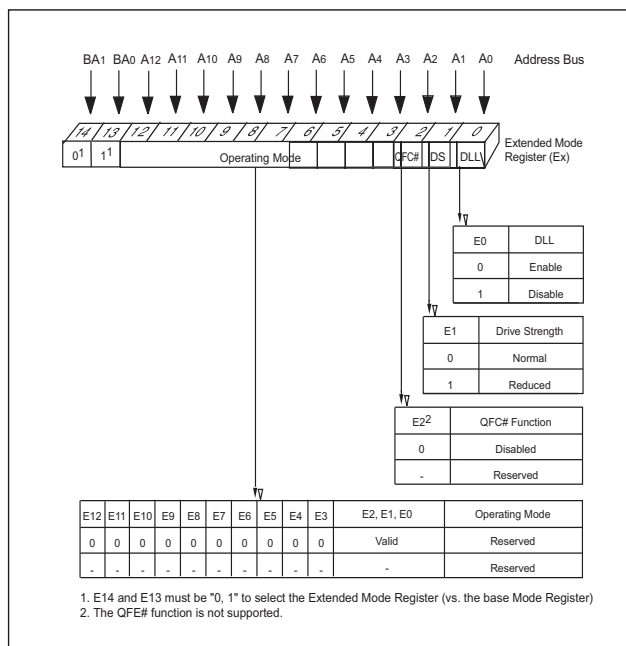 BA1 BA0 A12 A11 A10 A9 A8 A7 A6 A5 A4 A3 A2 A1 A0 Address Bus
14 13 12 11 10 9 8 7 6 5 4 3 2 1 0
0¹ 1¹ Operating Mode QFC# DS DLL
Extended Mode
Register (Ex)
E0 DLL
0 Enable
1 Disable
E1 Drive Strength
0 Normal
1 Reduced
E2² QFC# Function
0 Disabled
- Reserved
E12 E11 E10 E9 E8 E7 E6 E5 E4 E3 E2, E1, E0 Operating Mode
0 0 0 0 0 0 0 0 0 0 Valid Reserved
- - - - - - - - - - - Reserved
1. E14 and E13 must be "0, 1" to select the Extended Mode Register (vs. the base Mode Register)
2. The QFE# function is not supported.